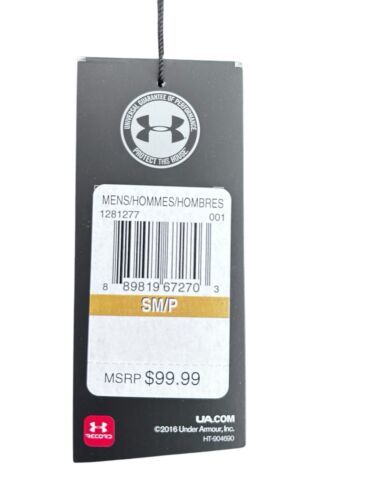 UNIVERSAL GUARANTEE OF PERFORMANCE
PROTECT THIS HOUSE
MENS/HOMMES/HOMBRES
1281277 001
8 89819 67270 3
SM/P
MSRP $99.99
RECORD
UA.COM
©2016 Under Armour, Inc.
HT-904690